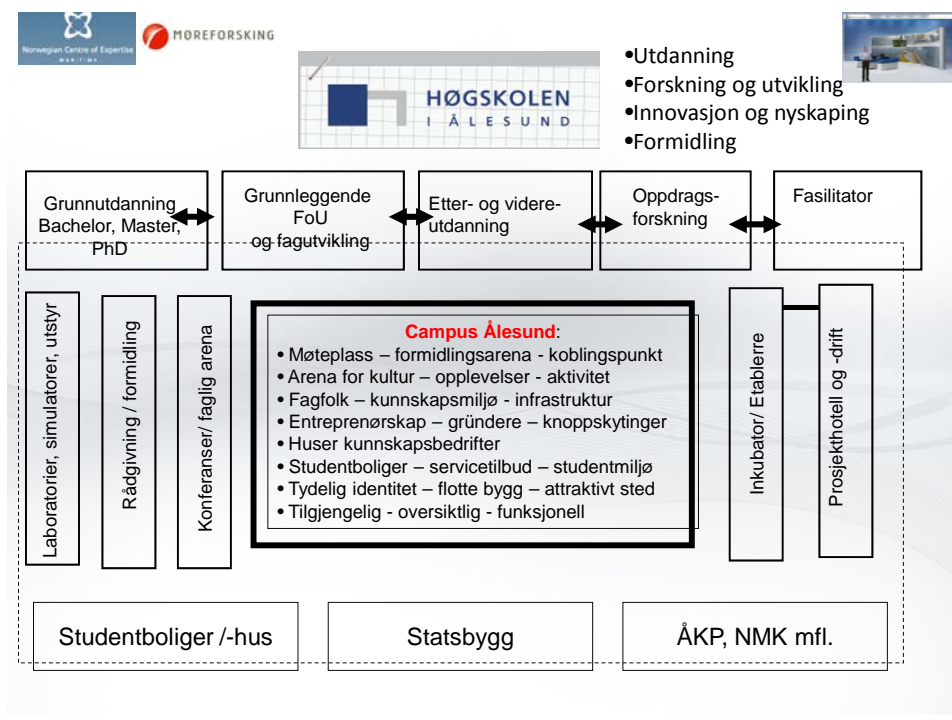 Norwegian Centre of Expertise
MARITIME
MØREFORSKING
HØGSKOLEN
I ÅLESUND
•Utdanning
•Forskning og utvikling
•Innovasjon og nyskaping
•Formidling
Grunnutdanning
Bachelor, Master,
PhD
Grunnleggende
FoU
og fagutvikling
Etter- og videre-
utdanning
Oppdrags-
forskning
Fasilitator
Laboratorier, simulatorer, utstyr
Rådgivning / formidling
Konferanser/ faglig arena
Campus Ålesund:
• Møteplass – formidlingsarena - koblingspunkt
• Arena for kultur – opplevelser - aktivitet
• Fagfolk – kunnskapsmiljø - infrastruktur
• Entreprenørskap – gründere – knoppskytinger
• Huser kunnskapsbedrifter
• Studentboliger – servicetilbud – studentmiljø
• Tydelig identitet – flotte bygg – attraktivt sted
• Tilgjengelig - oversiktlig - funksjonell
Inkubator/ Etablerre
Prosjekthotell og -drift
Studentboliger /-hus
Statsbygg
ÅKP, NMK mfl.